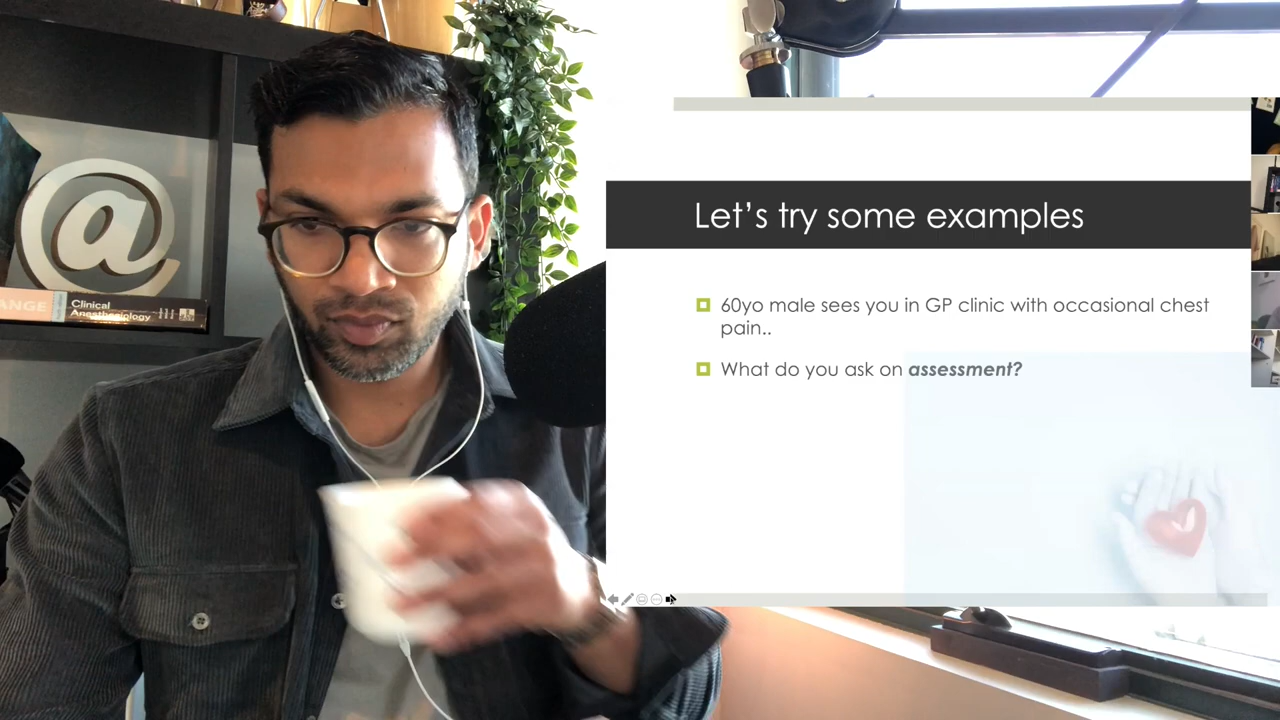 @
ANGE
Clinical
Anesthesiology
Let's try some examples
60yo male sees you in GP clinic with occasional chest
pain..
What do you ask on assessment?